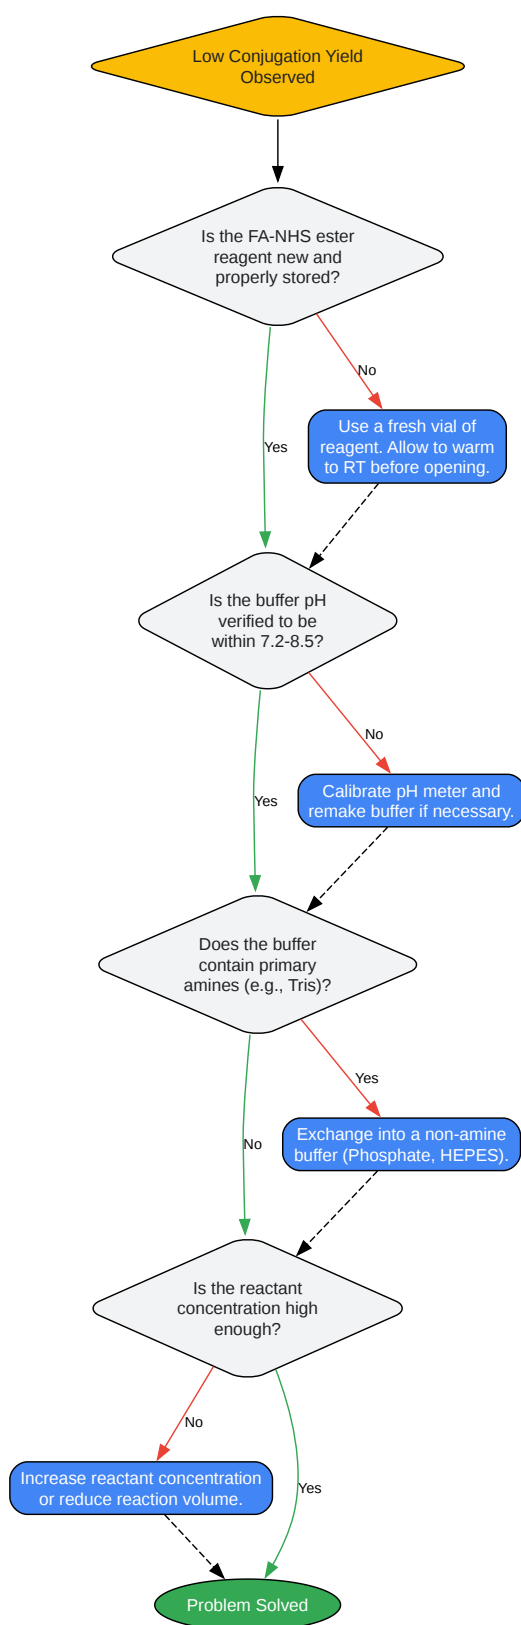 Low Conjugation Yield
Observed
Is the FA-NHS ester
reagent new and
properly stored?
No
Use a fresh vial of
reagent. Allow to warm
to RT before opening.
Yes
Is the buffer pH
verified to be
within 7.2-8.5?
No
Calibrate pH meter and
remake buffer if necessary.
Yes
Does the buffer
contain primary
amines (e.g., Tris)?
Yes
Exchange into a non-amine
buffer (Phosphate, HEPES).
No
Is the reactant
concentration high
enough?
No
Increase reactant concentration
or reduce reaction volume.
Yes
Problem Solved